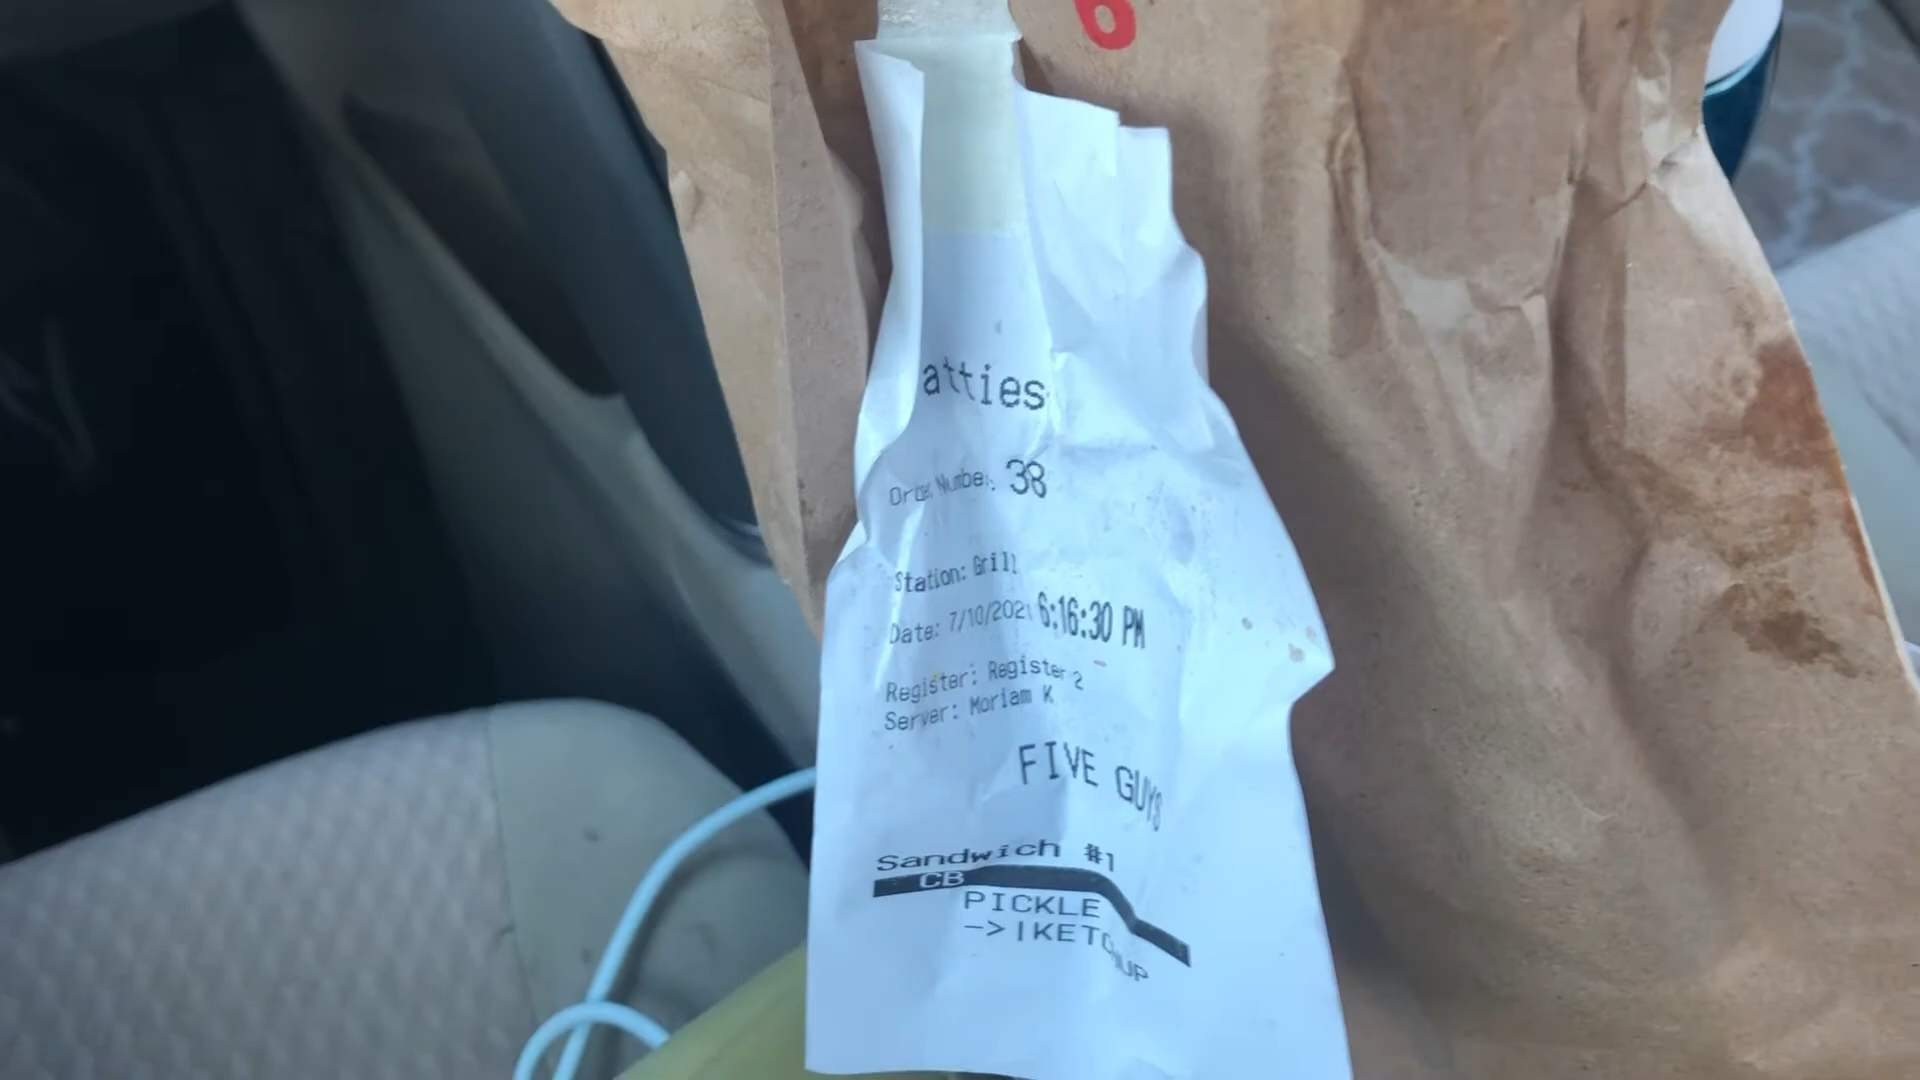 6
atties
Order Number: 38
Station: Grill
Date: 7/10/2021 6:16:30 PM
Register: Register 2
Server: Moriam K
FIVE GUYS
Sandwich #1
CB
PICKLE
->|KETCHUP